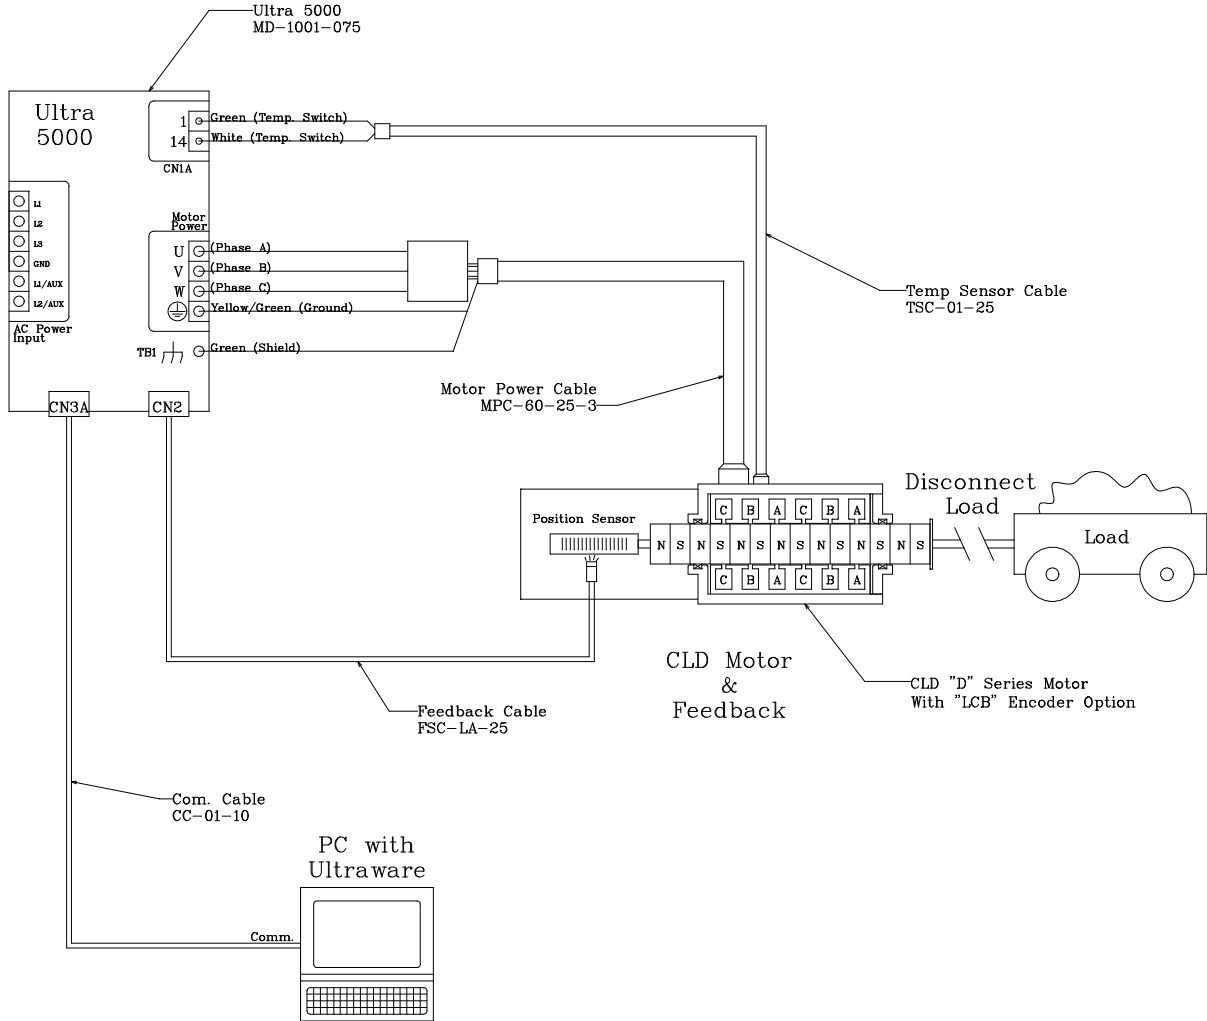 Ultra 5000
MD-1001-075
Ultra
5000
1
Green (Temp. Switch)
14
White (Temp. Switch)
CN1A
L1
L2
L3
GND
L1/AUX
L2/AUX
AC Power
Input
Motor
Power
U
(Phase A)
V
(Phase B)
W
(Phase C)
Yellow/Green (Ground)
TB1
Green (Shield)
CN3A
CN2
Temp Sensor Cable
TSC-01-25
Motor Power Cable
MPC-60-25-3
Disconnect
Load
Position Sensor
C B A C B A
N S N S N S N S N S N S N S
C B A C B A
Load
CLD Motor
&
Feedback
CLD "D" Series Motor
With "LCB" Encoder Option
Feedback Cable
FSC-LA-25
Com. Cable
CC-01-10
PC with
Ultraware
Comm.